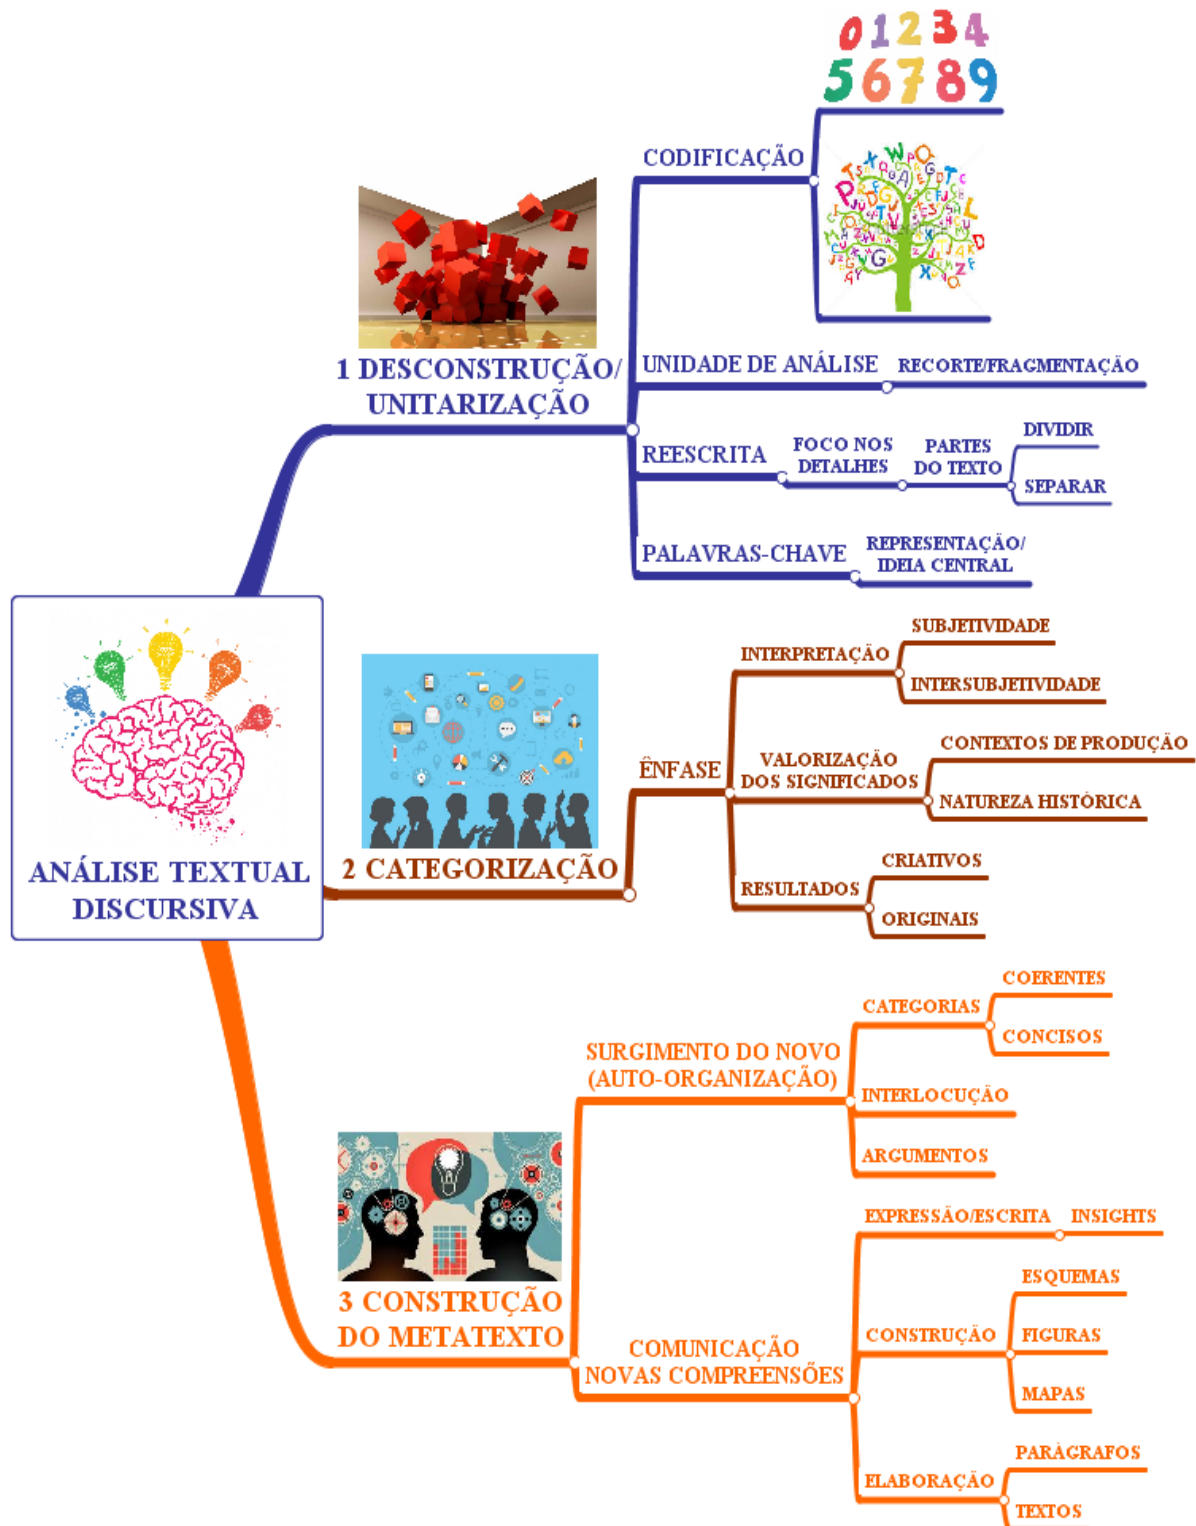 0 1 2 3 4
5 6 7 8 9
CODIFICAÇÃO
1 DESCONSTRUÇÃO/
UNITARIZAÇÃO
UNIDADE DE ANÁLISE
RECORTE/FRAGMENTAÇÃO
REESCRITA
FOCO NOS
DETALHES
PARTES
DO TEXTO
DIVIDIR
SEPARAR
PALAVRAS-CHAVE
REPRESENTAÇÃO/
IDEIA CENTRAL
ANÁLISE TEXTUAL
DISCURSIVA
2 CATEGORIZAÇÃO
ÊNFASE
INTERPRETAÇÃO
SUBJETIVIDADE
INTERSUBJETIVIDADE
VALORIZAÇÃO
DOS SIGNIFICADOS
CONTEXTOS DE PRODUÇÃO
NATUREZA HISTÓRICA
RESULTADOS
CRIATIVOS
ORIGINAIS
3 CONSTRUÇÃO
DO METATEXTO
SURGIMENTO DO NOVO
(AUTO-ORGANIZAÇÃO)
CATEGORIAS
COERENTES
CONCISOS
INTERLOCUÇÃO
ARGUMENTOS
COMUNICAÇÃO
NOVAS COMPREENSÕES
EXPRESSÃO/ESCRITA
INSIGHTS
CONSTRUÇÃO
ESQUEMAS
FIGURAS
MAPAS
ELABORAÇÃO
PARÁGRAFOS
TEXTOS